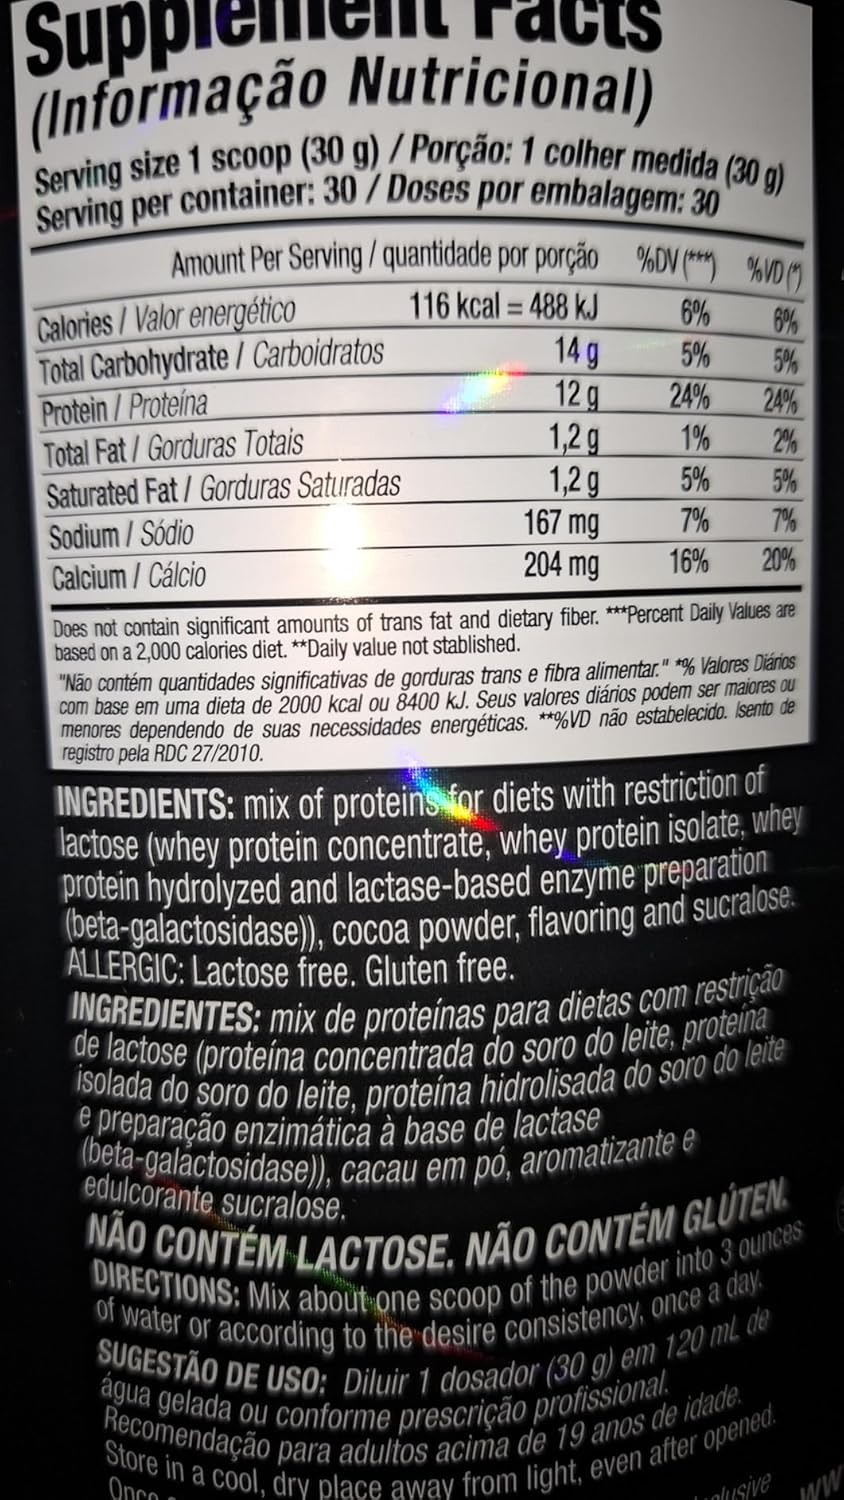 Supplement Facts
(Informação Nutricional)
Serving size 1 scoop (30 g) / Porção: 1 colher medida (30 g)
Serving per container: 30 / Doses por embalagem: 30
Amount Per Serving / quantidade por porção %DV (***) %VD (*)
Calories / Valor energético 116 kcal = 488 kJ 6% 6%
Total Carbohydrate / Carboidratos 14 g 5% 5%
Protein / Proteína 12 g 24% 24%
Total Fat / Gorduras Totais 1,2 g 1% 2%
Saturated Fat / Gorduras Saturadas 1,2 g 5% 5%
Sodium / Sódio 167 mg 7% 7%
Calcium / Cálcio 204 mg 16% 20%
Does not contain significant amounts of trans fat and dietary fiber. ***Percent Daily Values are
based on a 2,000 calories diet. **Daily value not stablished.
"Não contém quantidades significativas de gorduras trans e fibra alimentar." *% Valores Diários
com base em uma dieta de 2000 kcal ou 8400 kJ. Seus valores diários podem ser maiores ou
menores dependendo de suas necessidades energéticas. **%VD não estabelecido. Isento de
registro pela RDC 27/2010.
INGREDIENTS: mix of proteins for diets with restriction of
lactose (whey protein concentrate, whey protein isolate, whey
protein hydrolyzed and lactase-based enzyme preparation
(beta-galactosidase)), cocoa powder, flavoring and sucralose.
ALLERGIC: Lactose free. Gluten free.
INGREDIENTES: mix de proteínas para dietas com restrição
de lactose (proteína concentrada do soro do leite, proteína
isolada do soro do leite, proteína hidrolisada do soro do leite
e preparação enzimática à base de lactase
(beta-galactosidase)), cacau em pó, aromatizante e
edulcorante sucralose.
NÃO CONTÉM LACTOSE. NÃO CONTÉM GLÚTEN.
DIRECTIONS: Mix about one scoop of the powder into 3 ounces
of water or according to the desire consistency, once a day.
SUGESTÃO DE USO: Diluir 1 dosador (30 g) em 120 mL de
água gelada ou conforme prescrição profissional.
Recomendação para adultos acima de 19 anos de idade.
Store in a cool, dry place away from light, even after opened.